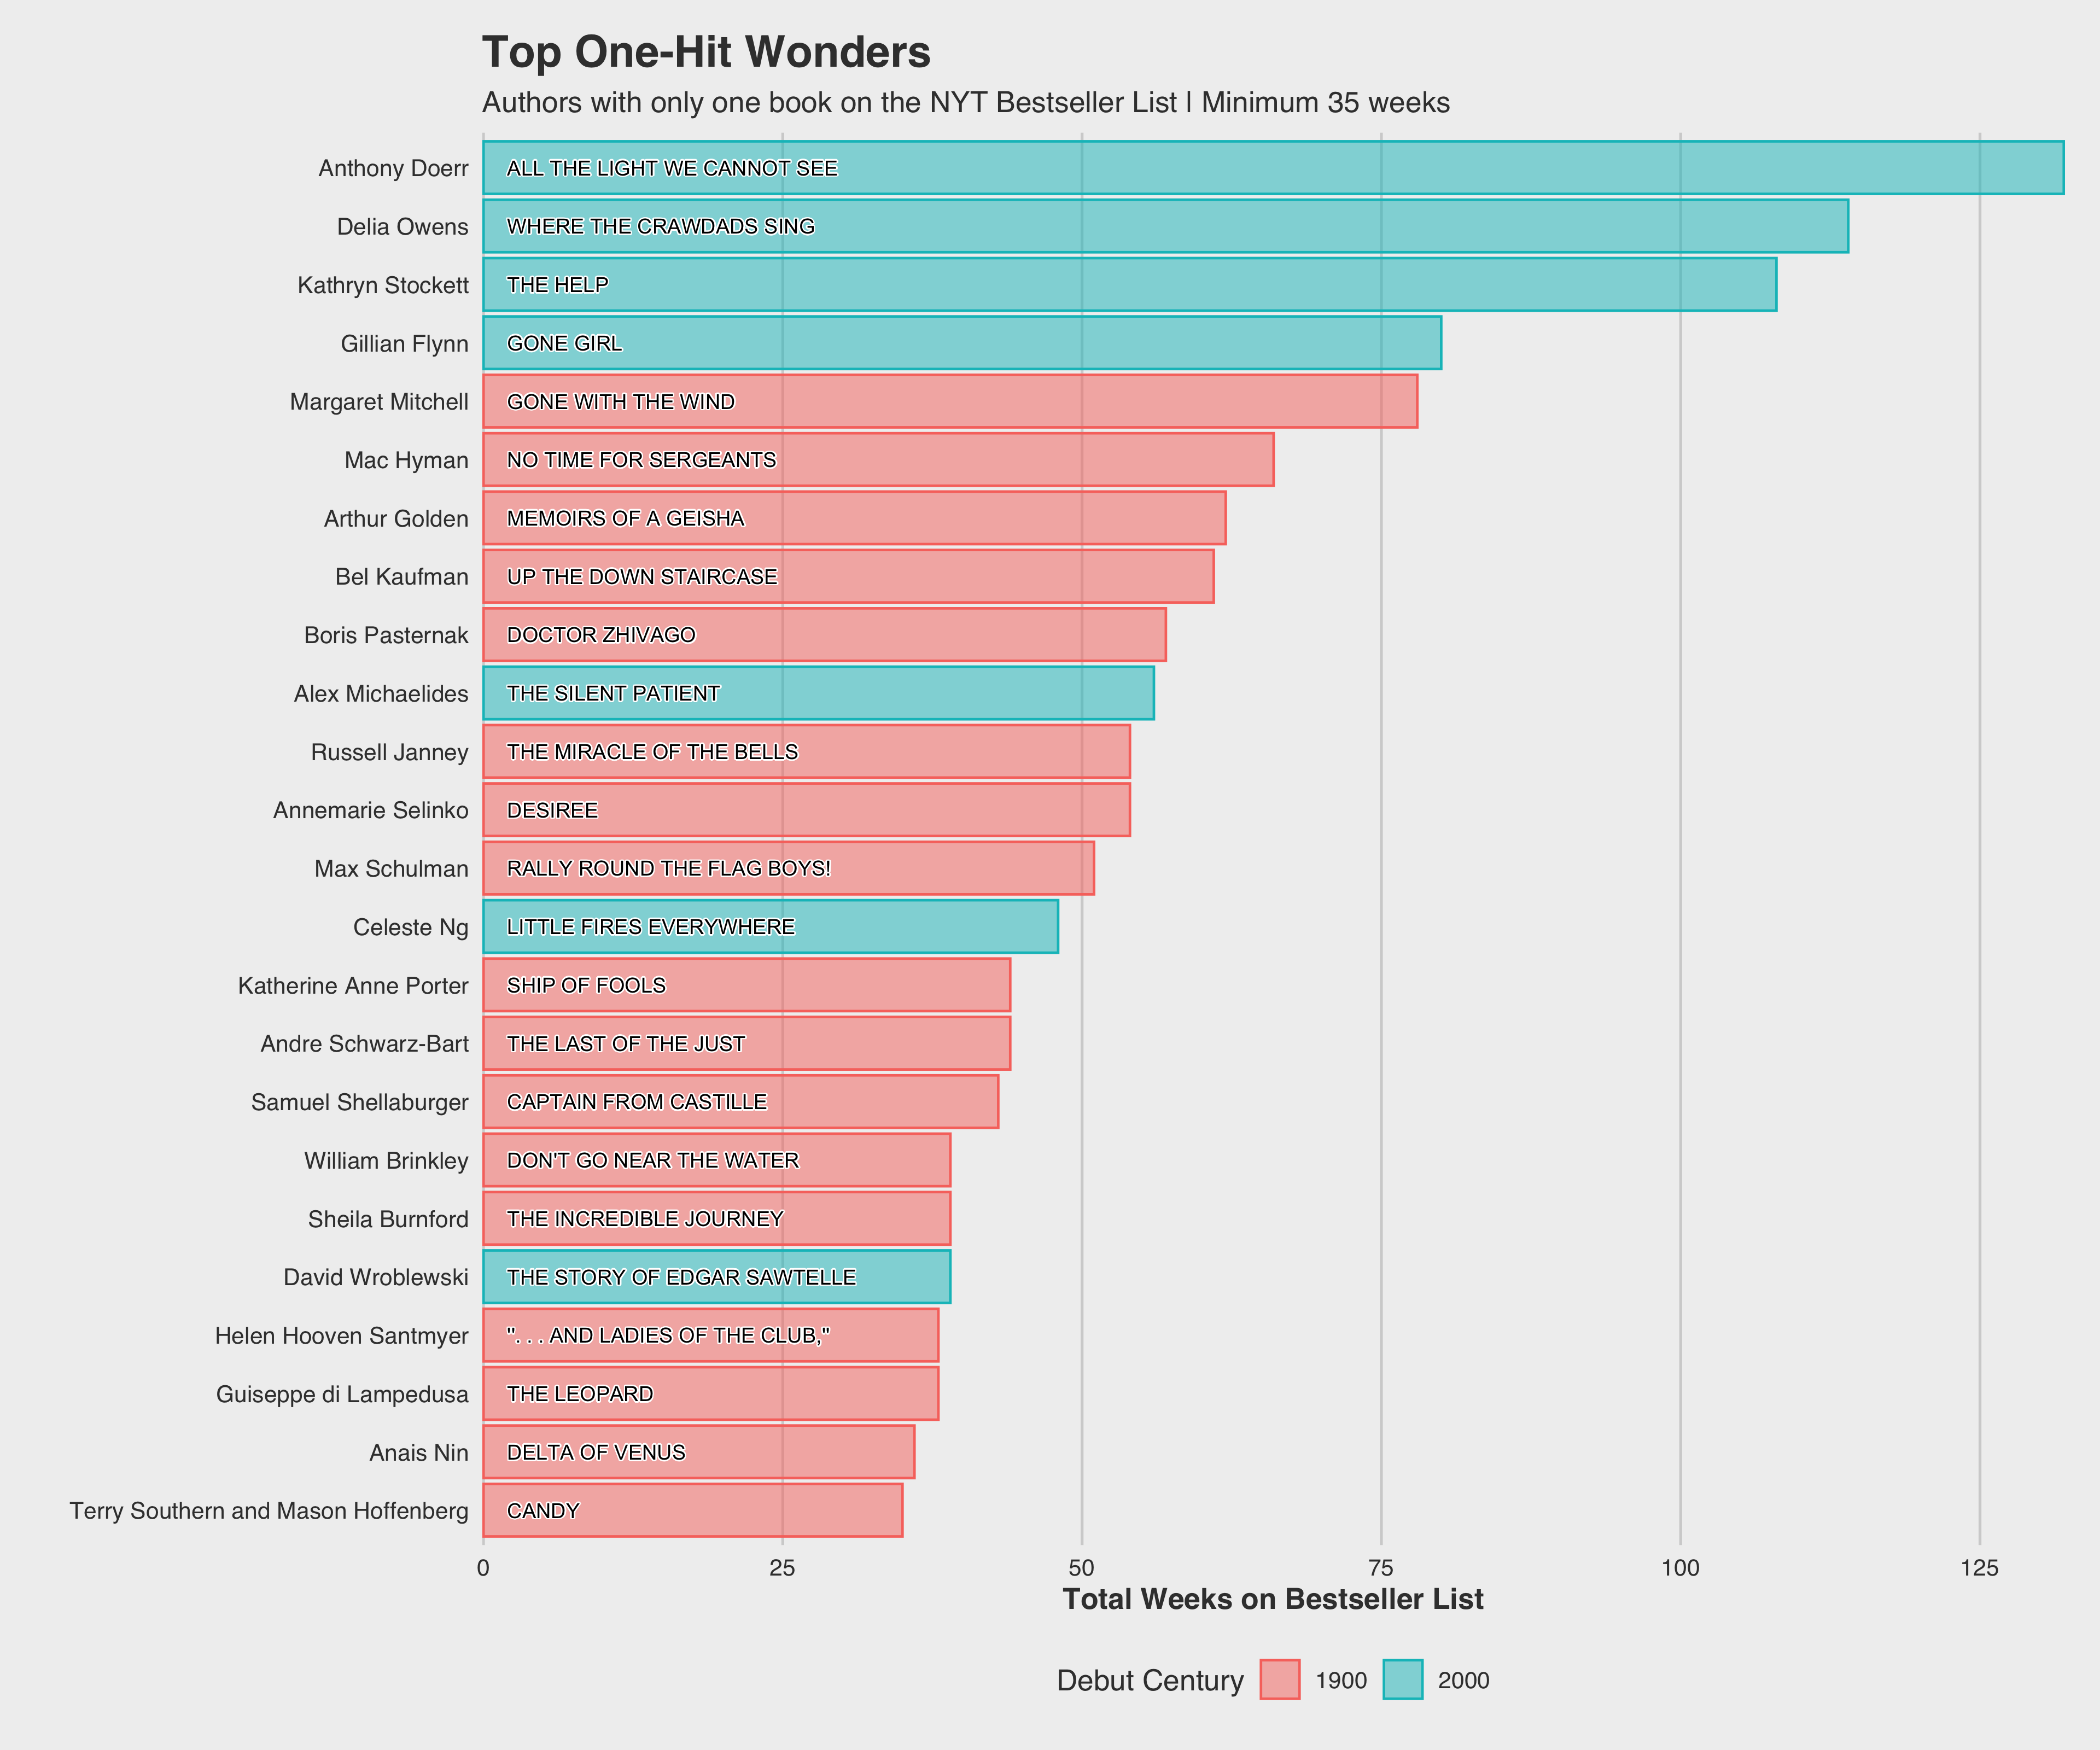 Top One-Hit Wonders
Authors with only one book on the NYT Bestseller List | Minimum 35 weeks
Anthony Doerr ALL THE LIGHT WE CANNOT SEE
Delia Owens WHERE THE CRAWDADS SING
Kathryn Stockett THE HELP
Gillian Flynn GONE GIRL
Margaret Mitchell GONE WITH THE WIND
Mac Hyman NO TIME FOR SERGEANTS
Arthur Golden MEMOIRS OF A GEISHA
Bel Kaufman UP THE DOWN STAIRCASE
Boris Pasternak DOCTOR ZHIVAGO
Alex Michaelides THE SILENT PATIENT
Russell Janney THE MIRACLE OF THE BELLS
Annemarie Selinko DESIREE
Max Schulman RALLY ROUND THE FLAG BOYS!
Celeste Ng LITTLE FIRES EVERYWHERE
Katherine Anne Porter SHIP OF FOOLS
Andre Schwarz-Bart THE LAST OF THE JUST
Samuel Shellaburger CAPTAIN FROM CASTILLE
William Brinkley DON'T GO NEAR THE WATER
Sheila Burnford THE INCREDIBLE JOURNEY
David Wroblewski THE STORY OF EDGAR SAWTELLE
Helen Hooven Santmyer ". . . AND LADIES OF THE CLUB,"
Guiseppe di Lampedusa THE LEOPARD
Anais Nin DELTA OF VENUS
Terry Southern and Mason Hoffenberg CANDY
0 25 50 75 100 125
Total Weeks on Bestseller List
Debut Century 1900 2000